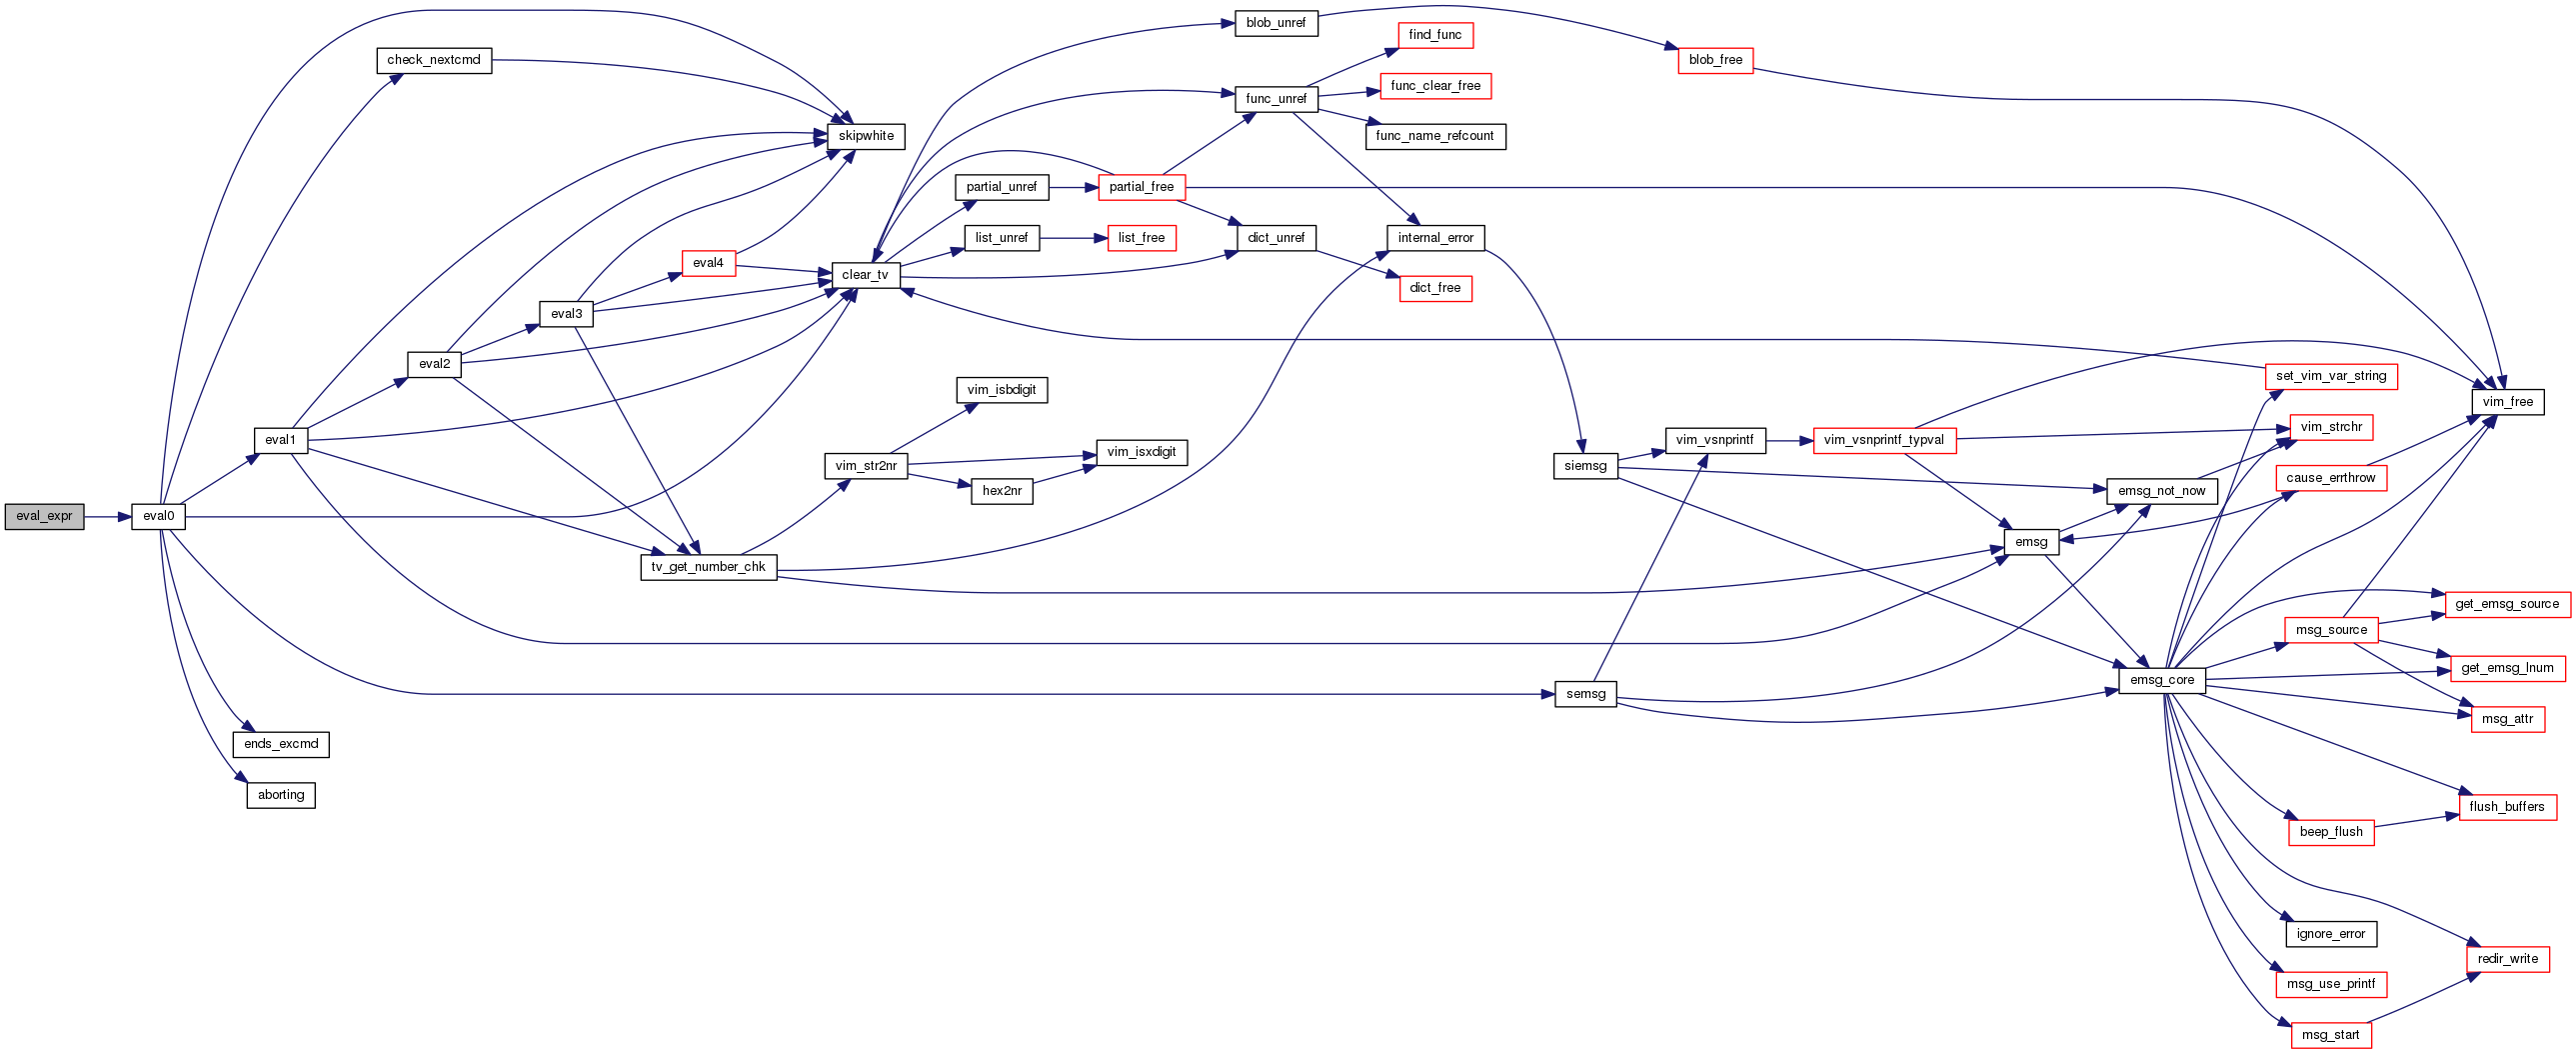 eval_expr
eval0
check_nextcmd
eval1
ends_excmd
aborting
eval2
eval3
eval4
tv_get_number_chk
skipwhite
clear_tv
vim_str2nr
partial_unref
list_unref
vim_isbdigit
hex2nr
partial_free
list_free
vim_isxdigit
blob_unref
func_unref
dict_unref
find_func
func_clear_free
func_name_refcount
internal_error
dict_free
siemsg
semsg
blob_free
vim_vsnprintf
vim_vsnprintf_typval
emsg_not_now
emsg
emsg_core
set_vim_var_string
vim_strchr
cause_errthrow
msg_source
beep_flush
ignore_error
msg_use_printf
msg_start
vim_free
get_emsg_source
get_emsg_lnum
msg_attr
flush_buffers
redir_write